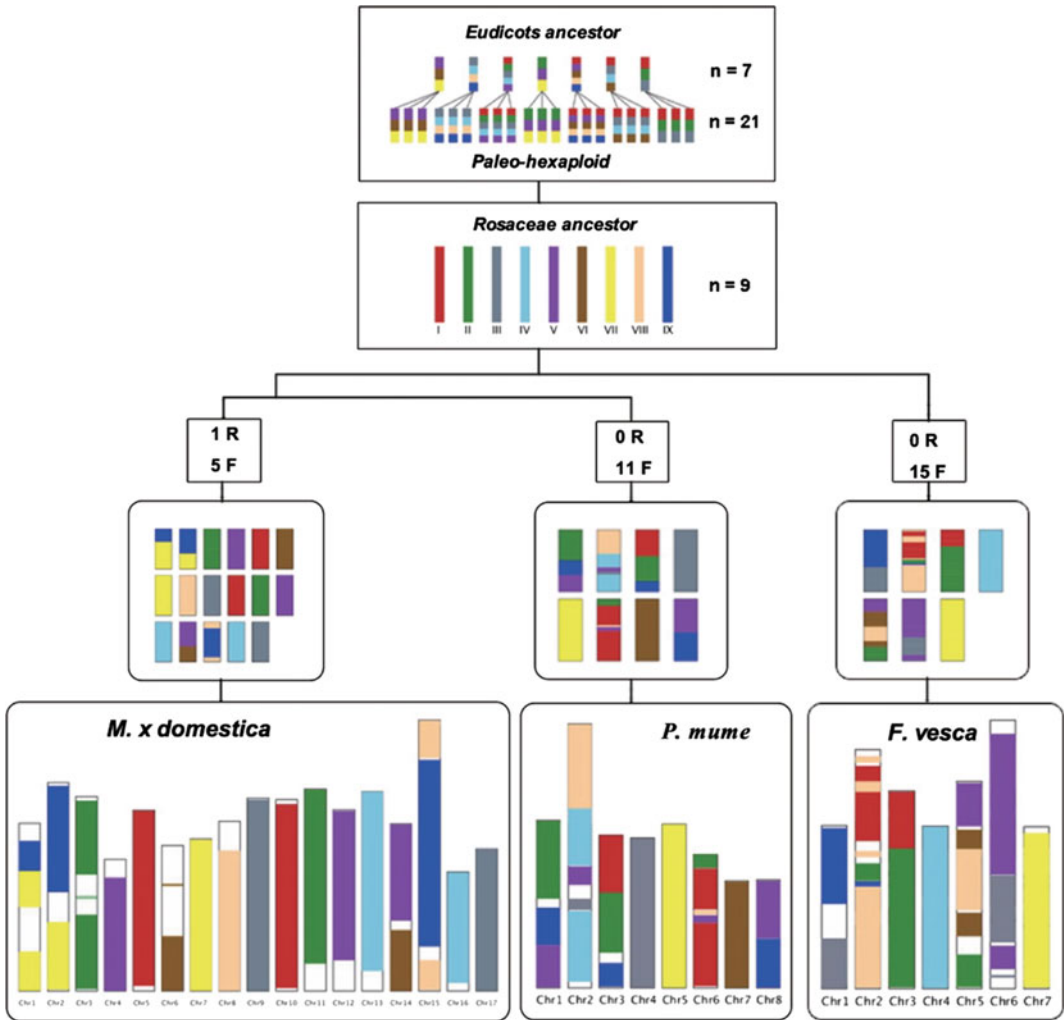 Eudicots ancestor
n = 7
n = 21
Paleo-hexaploid
Rosaceae ancestor
n = 9
I II III IV V VI VII VIII IX
1 R
5 F
0 R
11 F
0 R
15 F
M. x domestica
Chr1 Chr2 Chr3 Chr4 Chr5 Chr6 Chr7 Chr8 Chr9 Chr10 Chr11 Chr12 Chr13 Chr14 Chr15 Chr16 Chr17
P. mume
Chr1 Chr2 Chr3 Chr4 Chr5 Chr6 Chr7 Chr8
F. vesca
Chr1 Chr2 Chr3 Chr4 Chr5 Chr6 Chr7